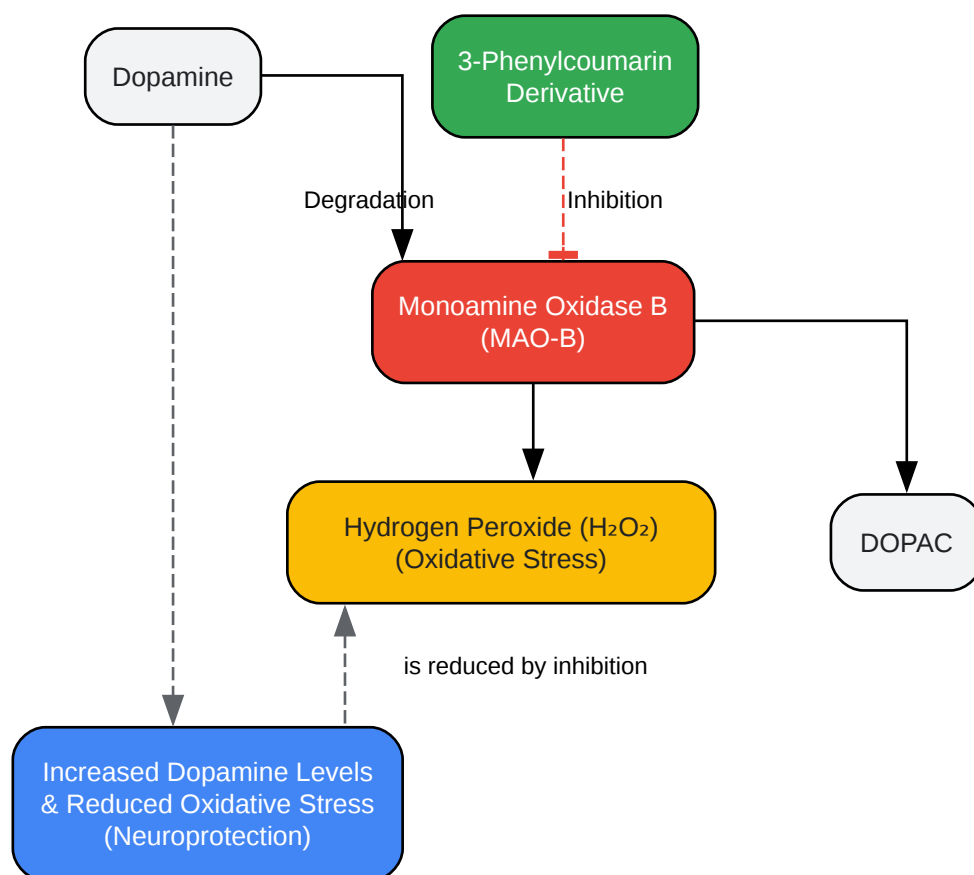 Dopamine
3-Phenylcoumarin
Derivative
Degradation
Inhibition
Monoamine Oxidase B
(MAO-B)
Hydrogen Peroxide (H₂O₂)
(Oxidative Stress)
DOPAC
is reduced by inhibition
Increased Dopamine Levels
& Reduced Oxidative Stress
(Neuroprotection)